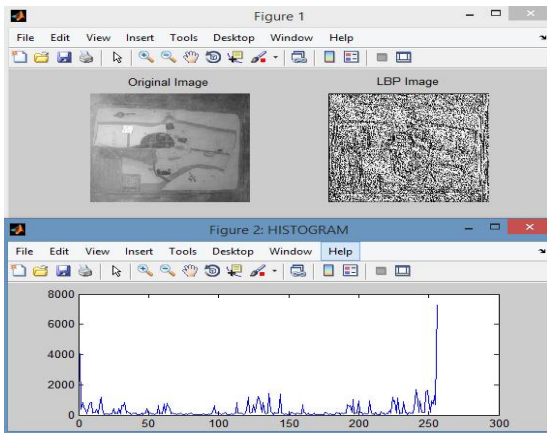 Figure 1
File Edit View Insert Tools Desktop Window Help
Original Image
LBP Image
Figure 2: HISTOGRAM
File Edit View Insert Tools Desktop Window Help
8000
6000
4000
2000
0
0 50 100 150 200 250 300